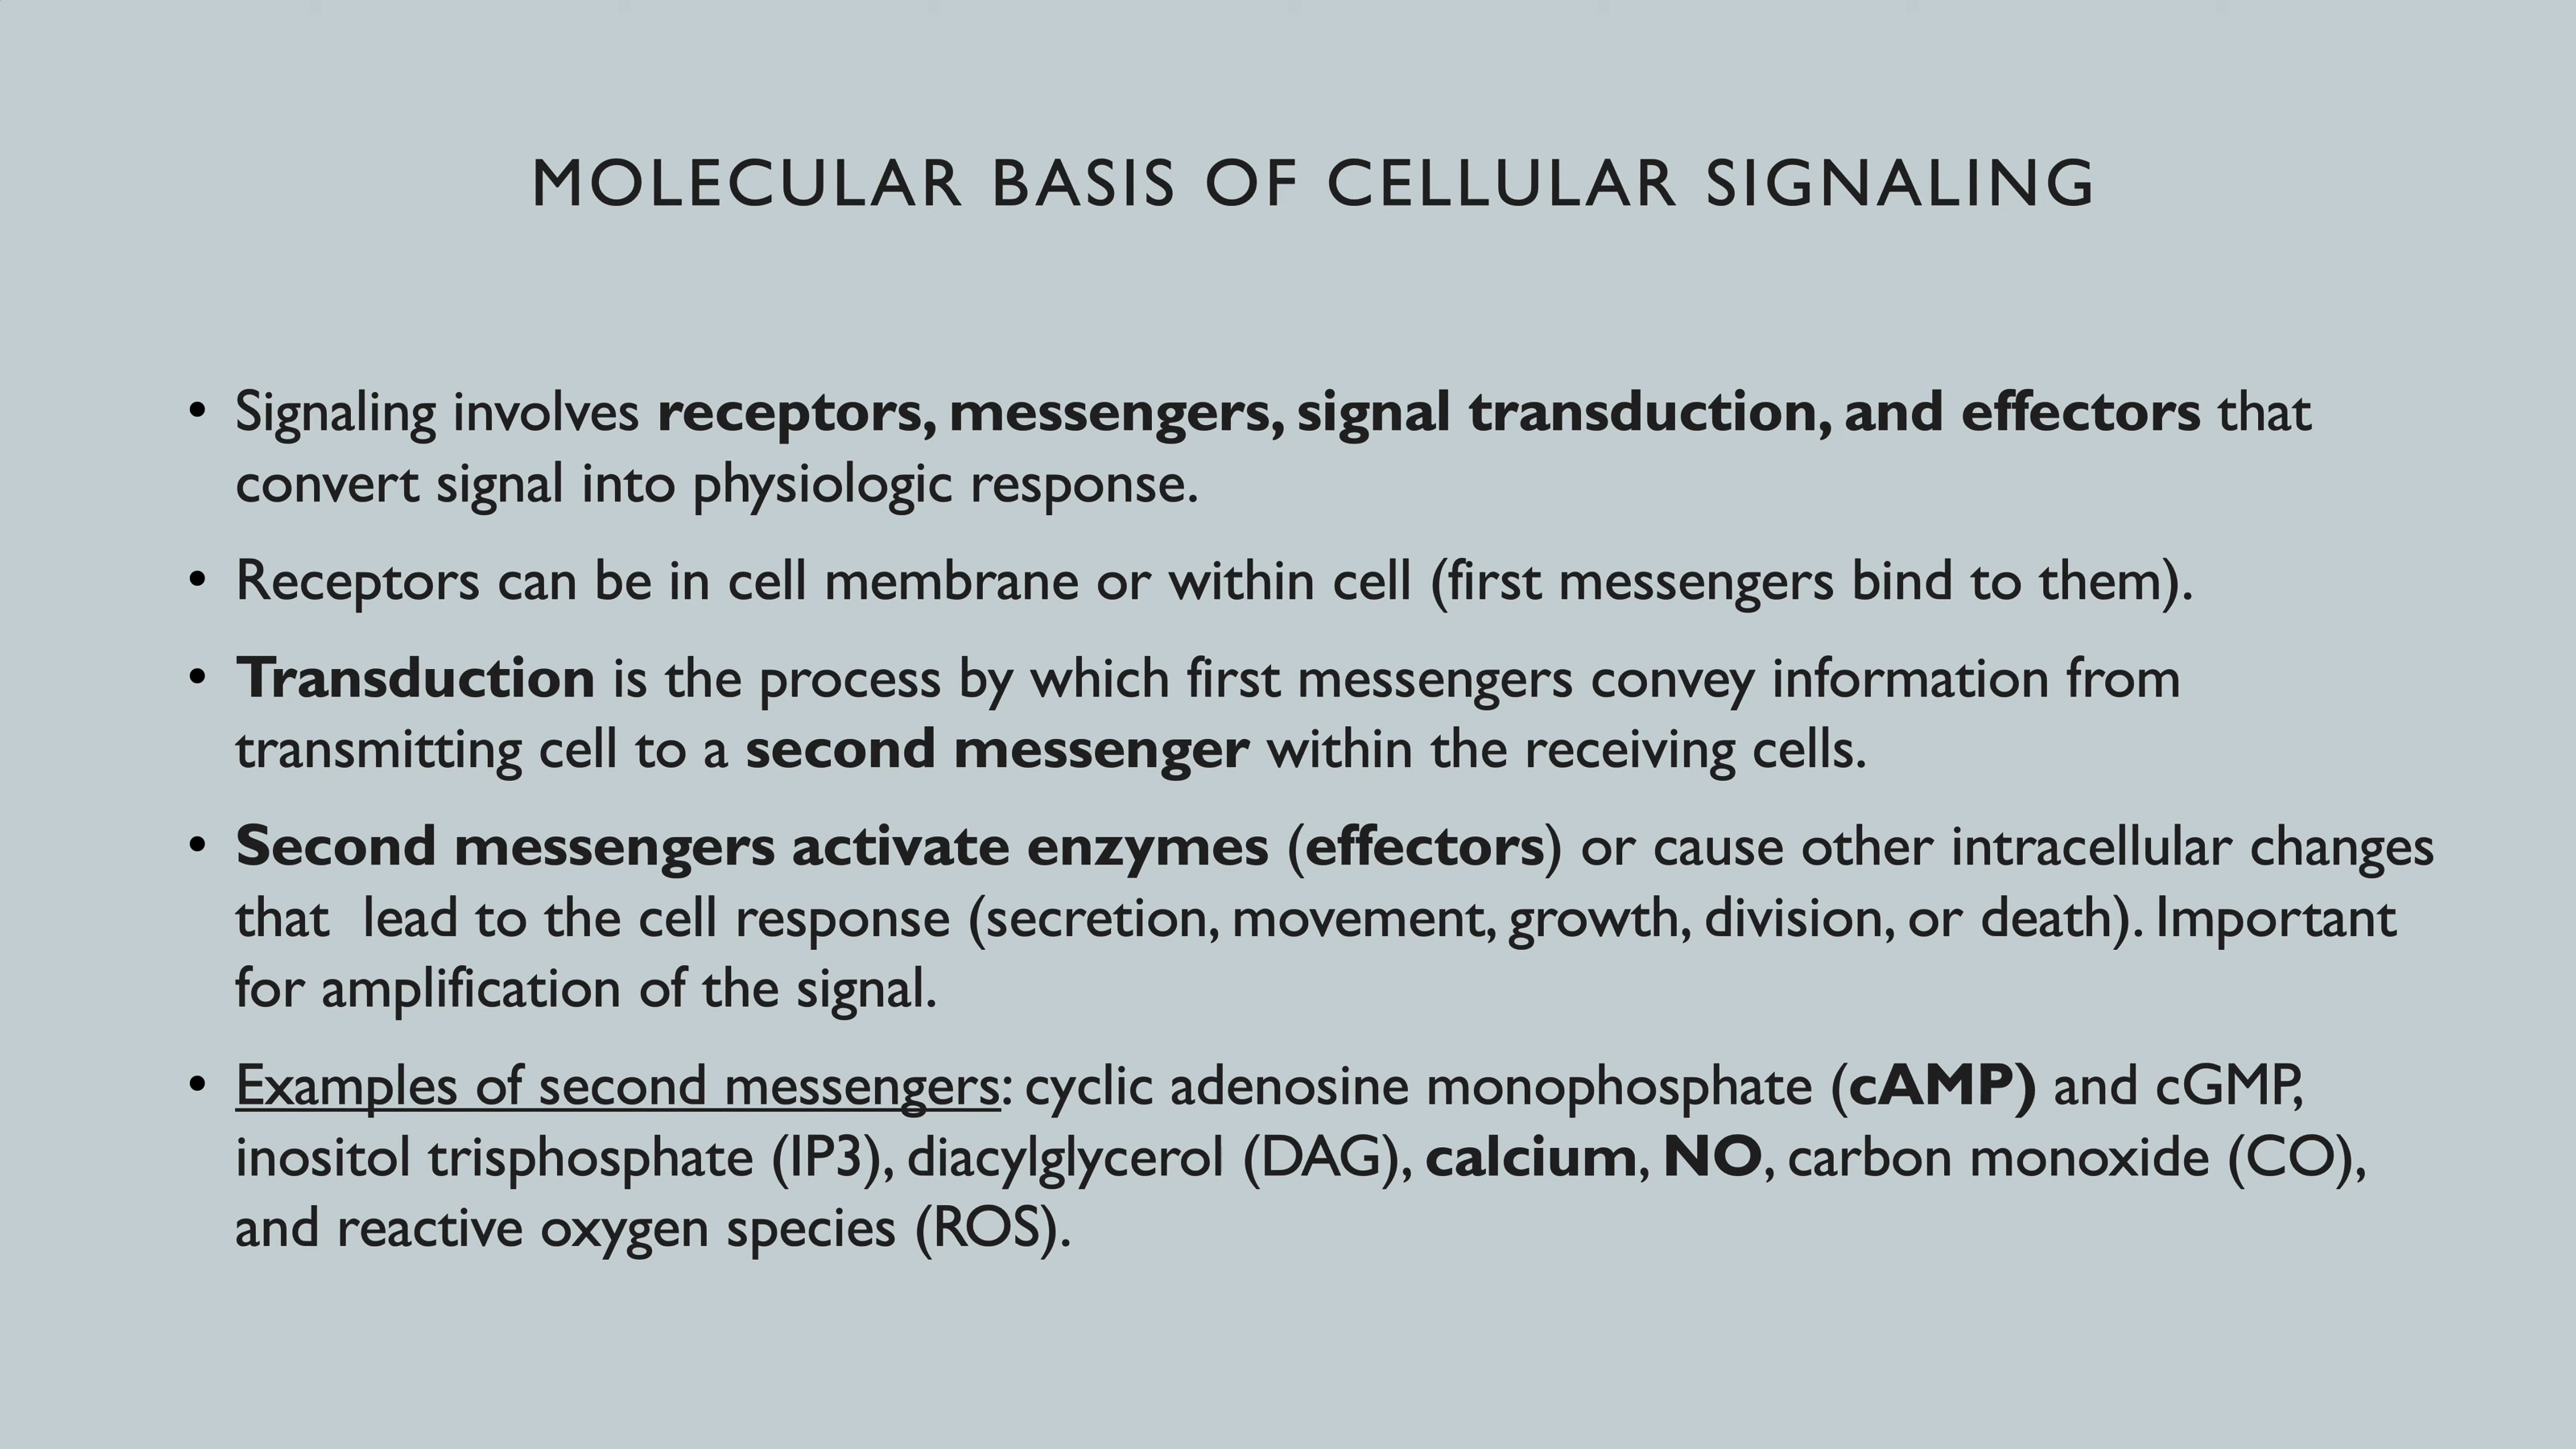 MOLECULAR BASIS OF CELLULAR SIGNALING
• Signaling involves receptors, messengers, signal transduction, and effectors that
convert signal into physiologic response.
• Receptors can be in cell membrane or within cell (first messengers bind to them).
• Transduction is the process by which first messengers convey information from
transmitting cell to a second messenger within the receiving cells.
• Second messengers activate enzymes (effectors) or cause other intracellular changes
that  lead to the cell response (secretion, movement, growth, division, or death). Important
for amplification of the signal.
• Examples of second messengers: cyclic adenosine monophosphate (cAMP) and cGMP,
inositol trisphosphate (IP3), diacylglycerol (DAG), calcium, NO, carbon monoxide (CO),
and reactive oxygen species (ROS).